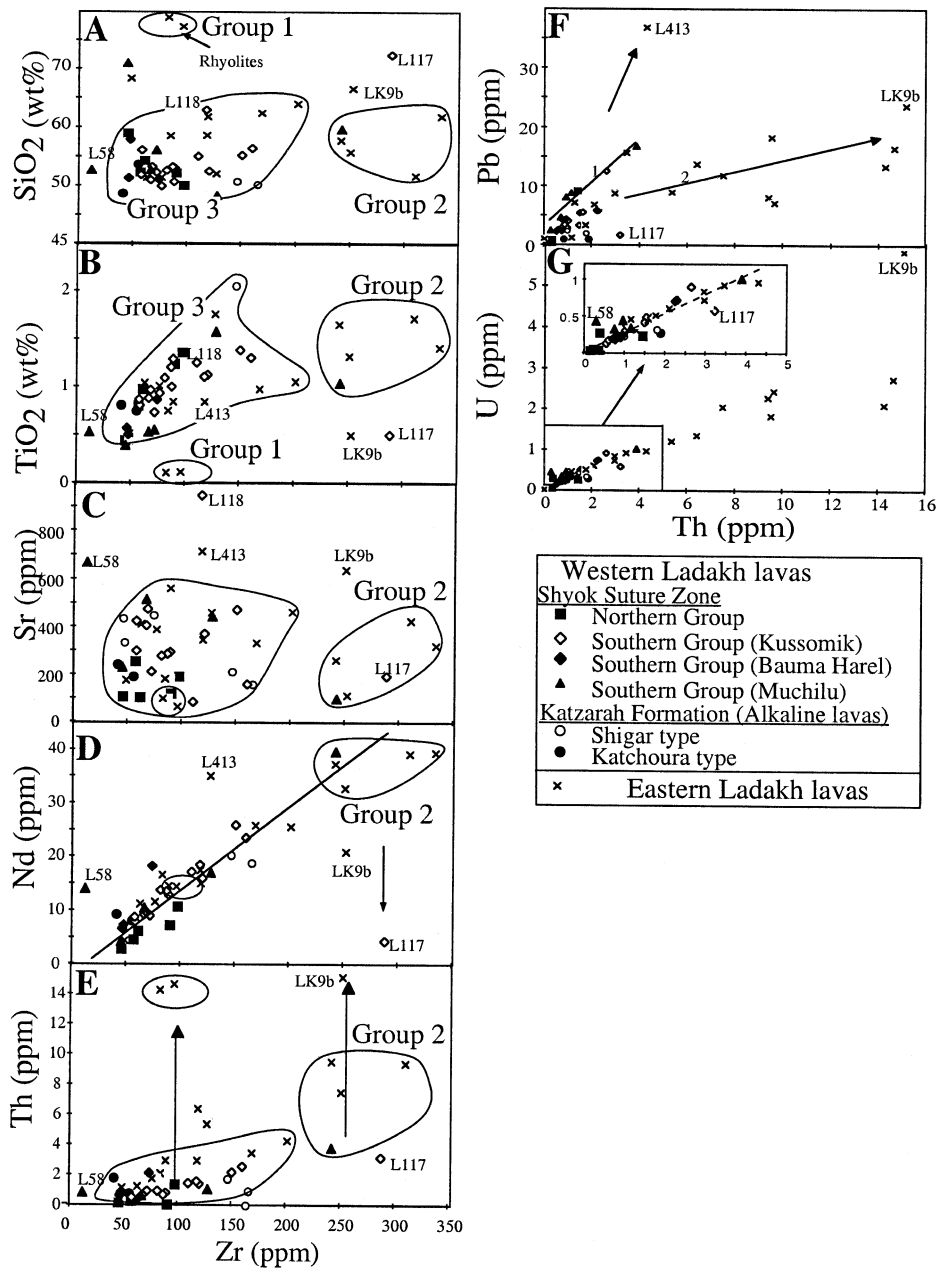 A
Group 1
Rhyolites
L117
LK9b
L118
L58
Group 3
Group 2
SiO2 (wt%)
70
60
50
45
B
Group 2
Group 3
L118
L58
L413
LK9b
L117
Group 1
TiO2 (wt%)
2
1
0
C
L118
L413
LK9b
L58
Group 2
L117
Sr (ppm)
800
600
400
200
0
D
L413
Group 2
L58
LK9b
L117
Nd (ppm)
40
30
20
10
0
E
LK9b
Group 2
L58
L117
Th (ppm)
14
12
10
8
6
4
2
0
0 50 100 150 200 250 300 350
Zr (ppm)
F
L413
LK9b
1
2
L117
Pb (ppm)
40
30
20
10
0
G
LK9b
1
0.5
0
L58
L117
0 1 2 3 4 5
U (ppm)
5
4
3
2
1
0
0 2 4 6 8 10 12 14 16
Th (ppm)
Western Ladakh lavas
Shyok Suture Zone
Northern Group
Southern Group (Kussomik)
Southern Group (Bauma Harel)
Southern Group (Muchilu)
Katzarah Formation (Alkaline lavas)
Shigar type
Katchoura type
Eastern Ladakh lavas